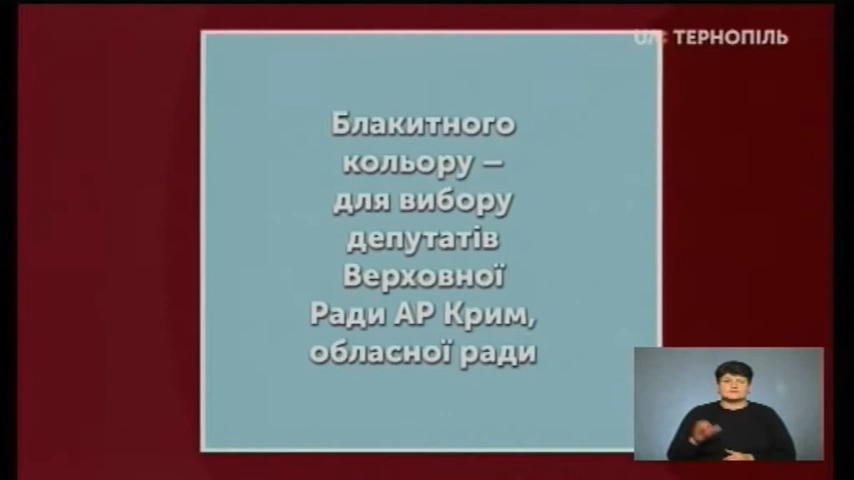 UA: ТЕРНОПІЛЬ
Блакитного
кольору –
для вибору
депутатів
Верховної
Ради АР Крим,
обласної ради